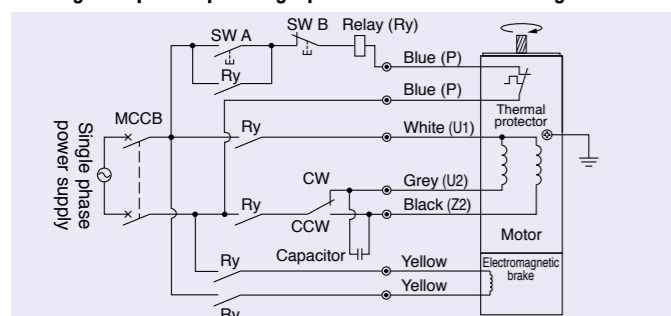 SW A
SW B
Relay (Ry)
Ry
Blue (P)
Blue (P)
Thermal
protector
MCCB
Ry
White (U1)
Single phase
power supply
CW
Grey (U2)
Ry
CCW
Black (Z2)
Motor
Capacitor
Ry
Yellow
Electromagnetic
brake
Yellow
Ry